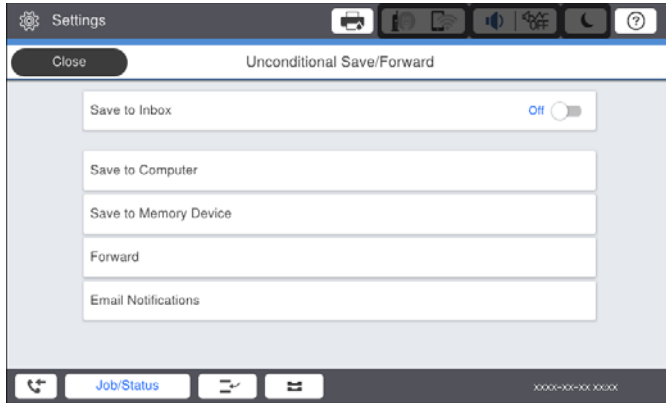 Settings
OFF
?
Close
Unconditional Save/Forward
Save to Inbox
Off
Save to Computer
Save to Memory Device
Forward
Email Notifications
Job/Status
xxxx-xx-xx xx:xx